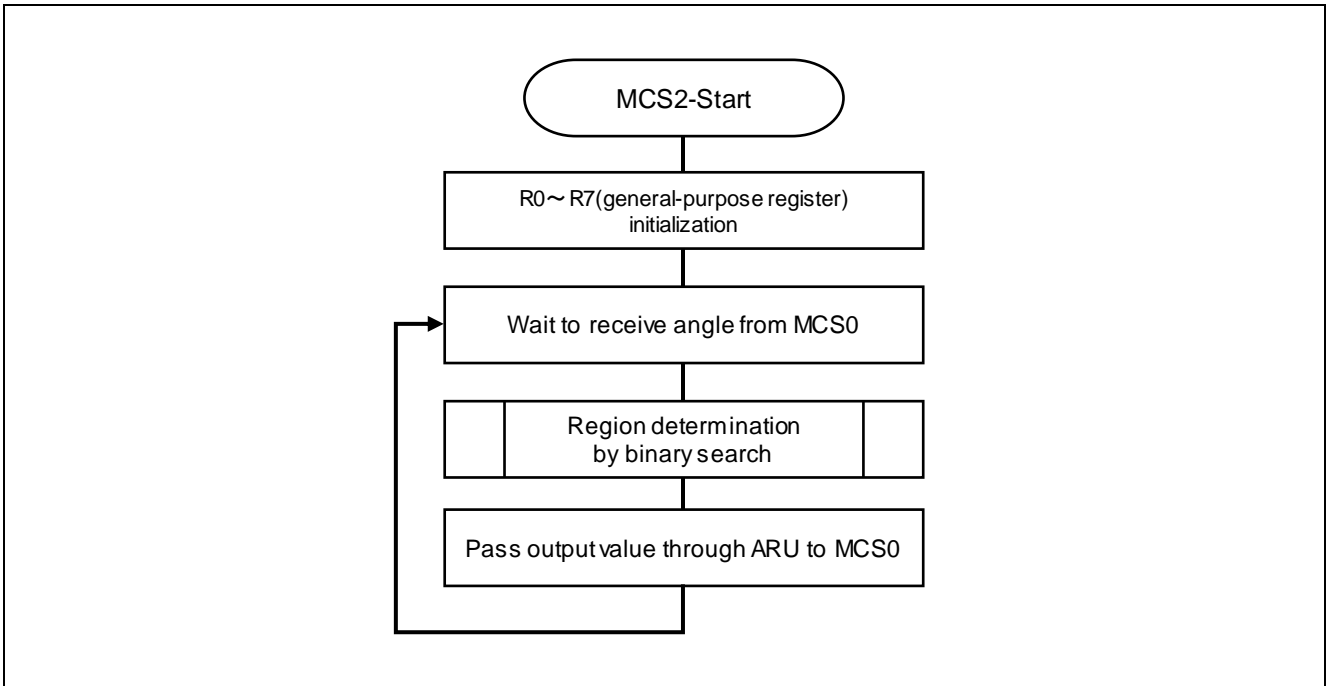 MCS2-Start
R0～R7(general-purpose register)
initialization
Wait to receive angle from MCS0
Region determination
by binary search
Pass output value through ARU to MCS0